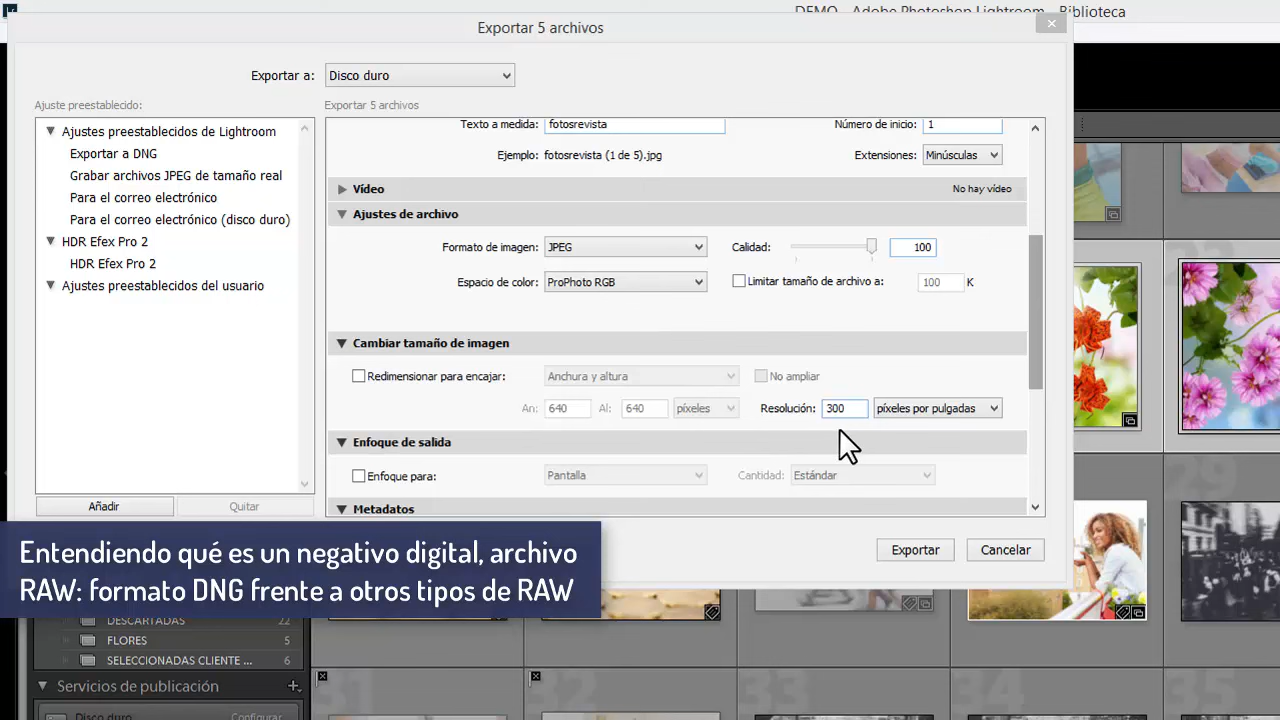 DEMO - Adobe Photoshop Lightroom - Biblioteca
Exportar 5 archivos
Exportar a: Disco duro
Ajuste preestablecido:
Exportar 5 archivos
Ajustes preestablecidos de Lightroom
Exportar a DNG
Grabar archivos JPEG de tamaño real
Para el correo electrónico
Para el correo electrónico (disco duro)
HDR Efex Pro 2
HDR Efex Pro 2
Ajustes preestablecidos del usuario
Añadir Quitar
Texto a medida: fotosrevista Número de inicio: 1
Ejemplo: fotosrevista (1 de 5).jpg Extensiones: Minúsculas
Vídeo No hay vídeo
Ajustes de archivo
Formato de imagen: JPEG Calidad: 100
Espacio de color: ProPhoto RGB Limitar tamaño de archivo a: 100 K
Cambiar tamaño de imagen
Redimensionar para encajar: Anchura y altura No ampliar
An: 640 Al: 640 píxeles Resolución: 300 píxeles por pulgadas
Enfoque de salida
Enfoque para: Pantalla Cantidad: Estándar
Metadatos
Exportar Cancelar
Entendiendo qué es un negativo digital, archivo
RAW: formato DNG frente a otros tipos de RAW
DESCARTADAS 22
FLORES 5
SELECCIONADAS CLIENTE ... 6
Servicios de publicación
Disco duro Configurar
29
31 32 33 34 35